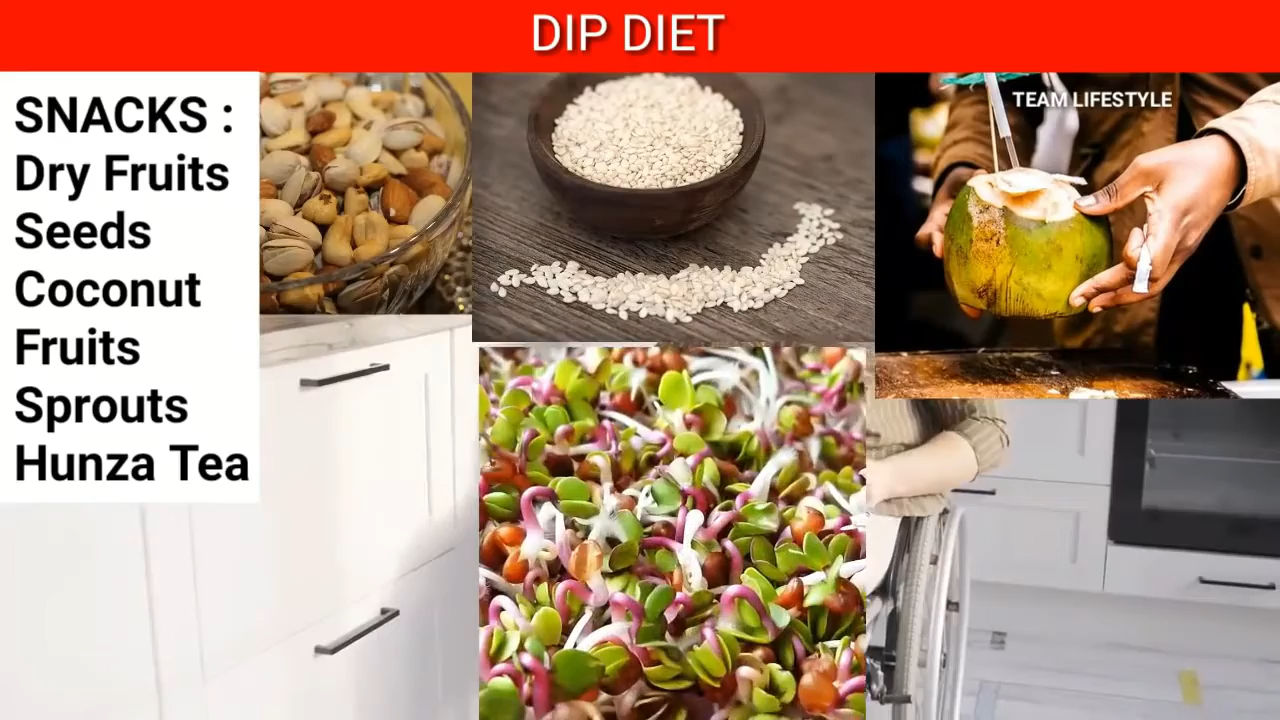 DIP DIET
TEAM LIFESTYLE
SNACKS :
Dry Fruits
Seeds
Coconut
Fruits
Sprouts
Hunza Tea